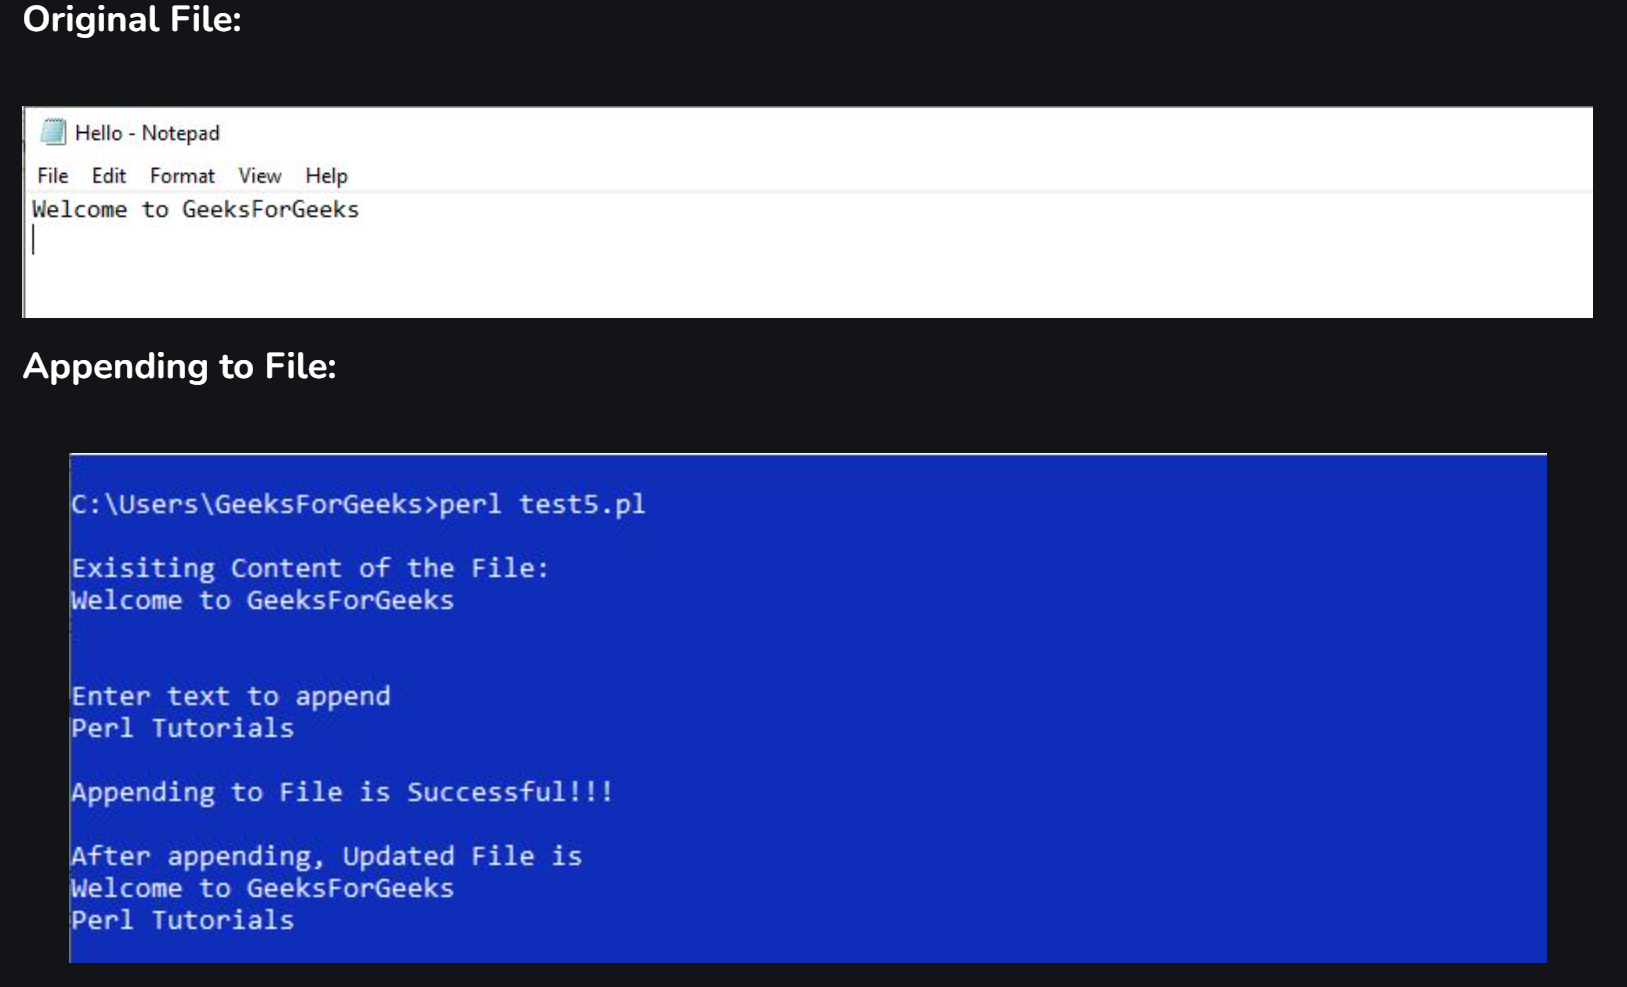 Original File:
Hello - Notepad
File Edit Format View Help
Welcome to GeeksForGeeks
Appending to File:
C:\Users\GeeksForGeeks>perl test5.pl
Exisiting Content of the File:
Welcome to GeeksForGeeks
Enter text to append
Perl Tutorials
Appending to File is Successful!!!
After appending, Updated File is
Welcome to GeeksForGeeks
Perl Tutorials